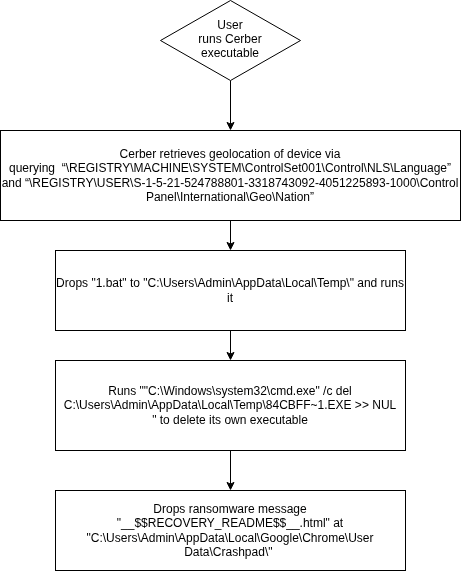 User
runs Cerber
executable
Cerber retrieves geolocation of device via
querying “\REGISTRY\MACHINE\SYSTEM\ControlSet001\Control\NLS\Language”
and “\REGISTRY\USER\S-1-5-21-524788801-3318743092-4051225893-1000\Control
Panel\International\Geo\Nation”
Drops "1.bat" to "C:\Users\Admin\AppData\Local\Temp\" and runs
it
Runs ""C:\Windows\system32\cmd.exe" /c del
C:\Users\Admin\AppData\Local\Temp\84CBFF~1.EXE >> NUL
" to delete its own executable
Drops ransomware message
"__$$RECOVERY_README$$__.html" at
"C:\Users\Admin\AppData\Local\Google\Chrome\User
Data\Crashpad\"